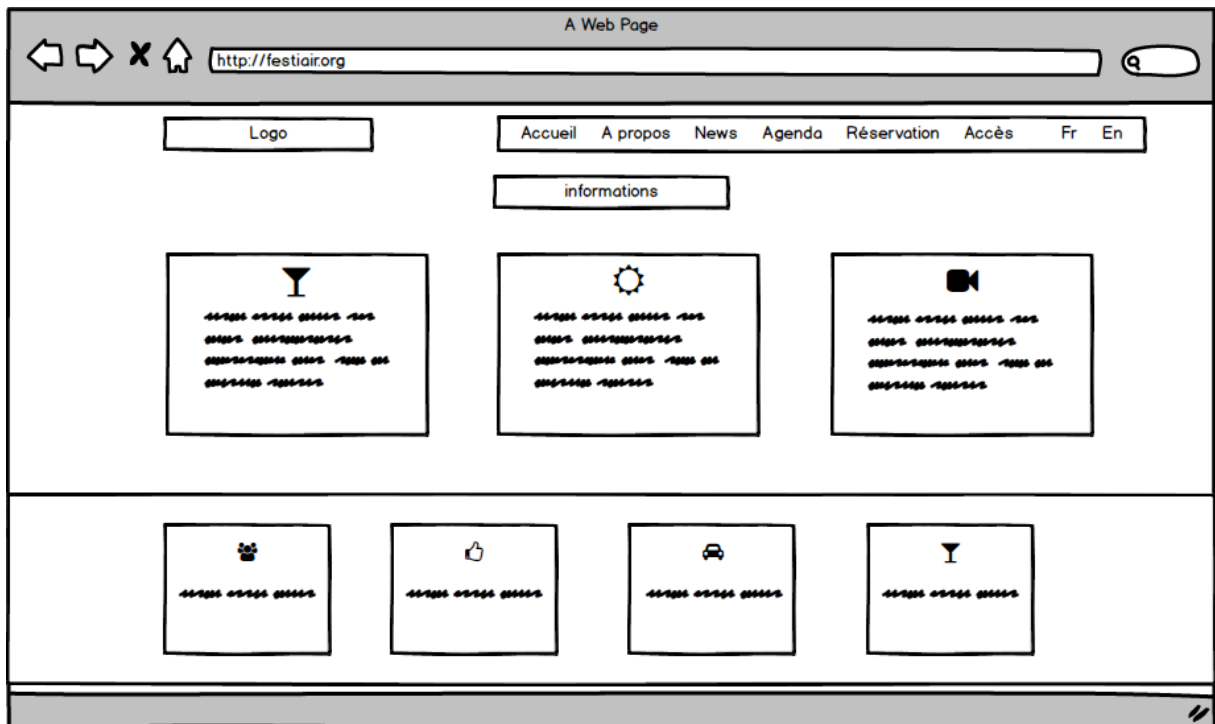 A Web Page
http://festiair.org
Logo
Accueil A propos News Agenda Réservation Accès Fr En
informations